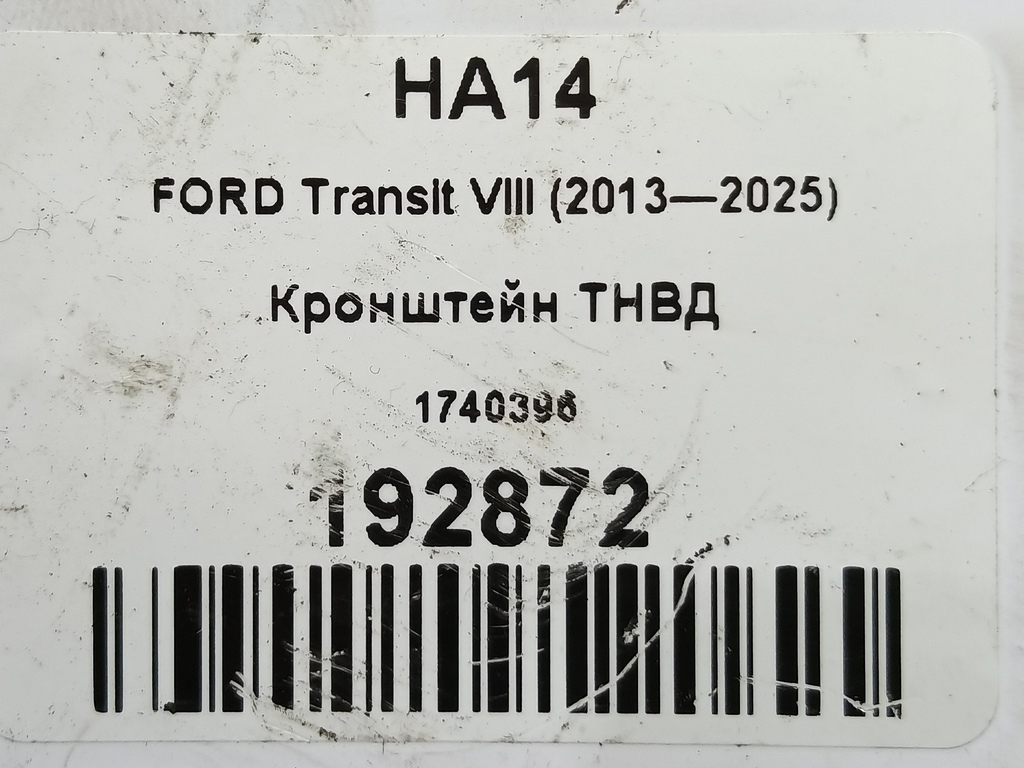 HA14
FORD Transit VIII (2013—2025)
Кронштейн ТНВД
1740396
192872